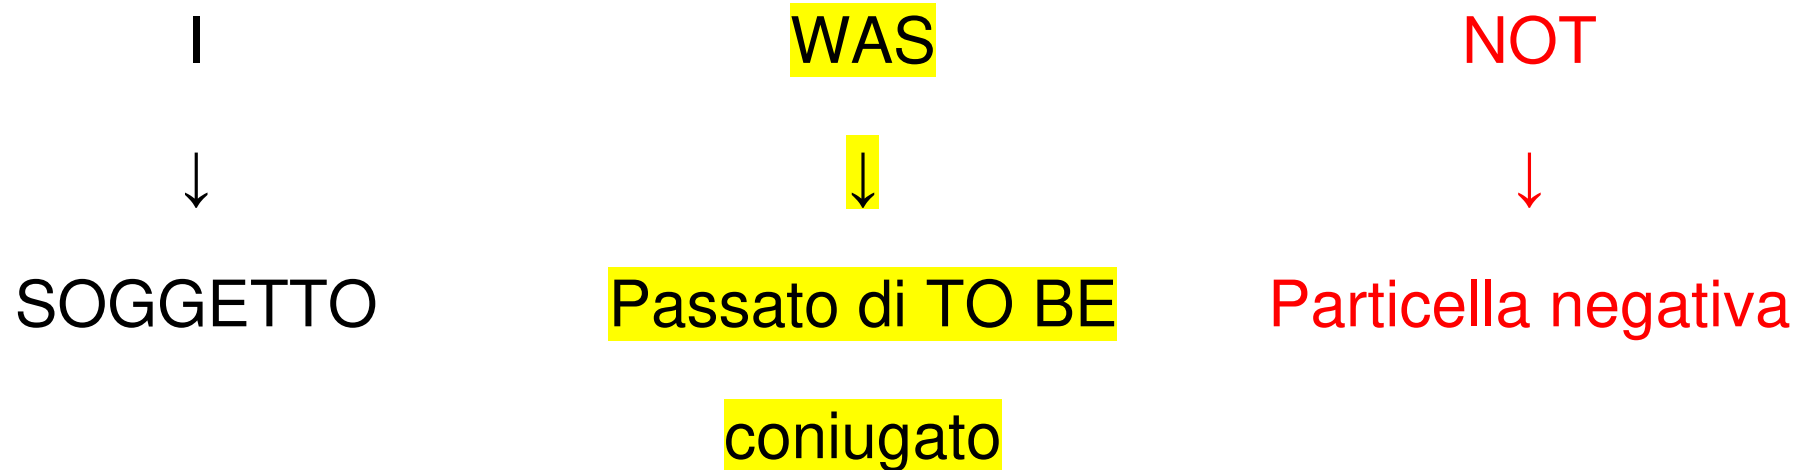 I WAS NOT
↓ ↓ ↓
SOGGETTO Passato di TO BE Particella negativa
coniugato